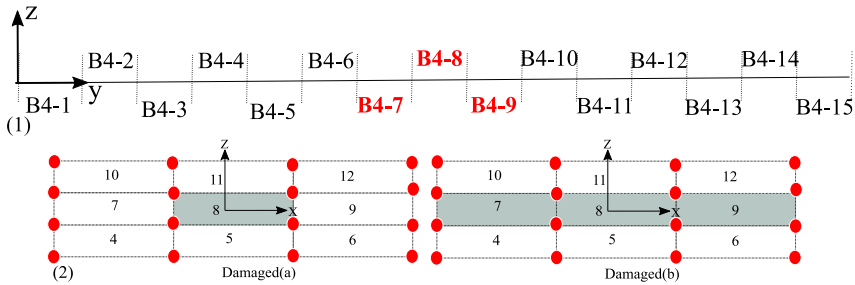 z
B4-2 B4-4 B4-6 B4-8 B4-10 B4-12 B4-14
y
B4-1 B4-3 B4-5 B4-7 B4-9 B4-11 B4-13 B4-15
(1)
z z
10 11 12 10 11 12
7 8 x 9 7 8 x 9
4 5 6 4 5 6
(2) Damaged(a) Damaged(b)